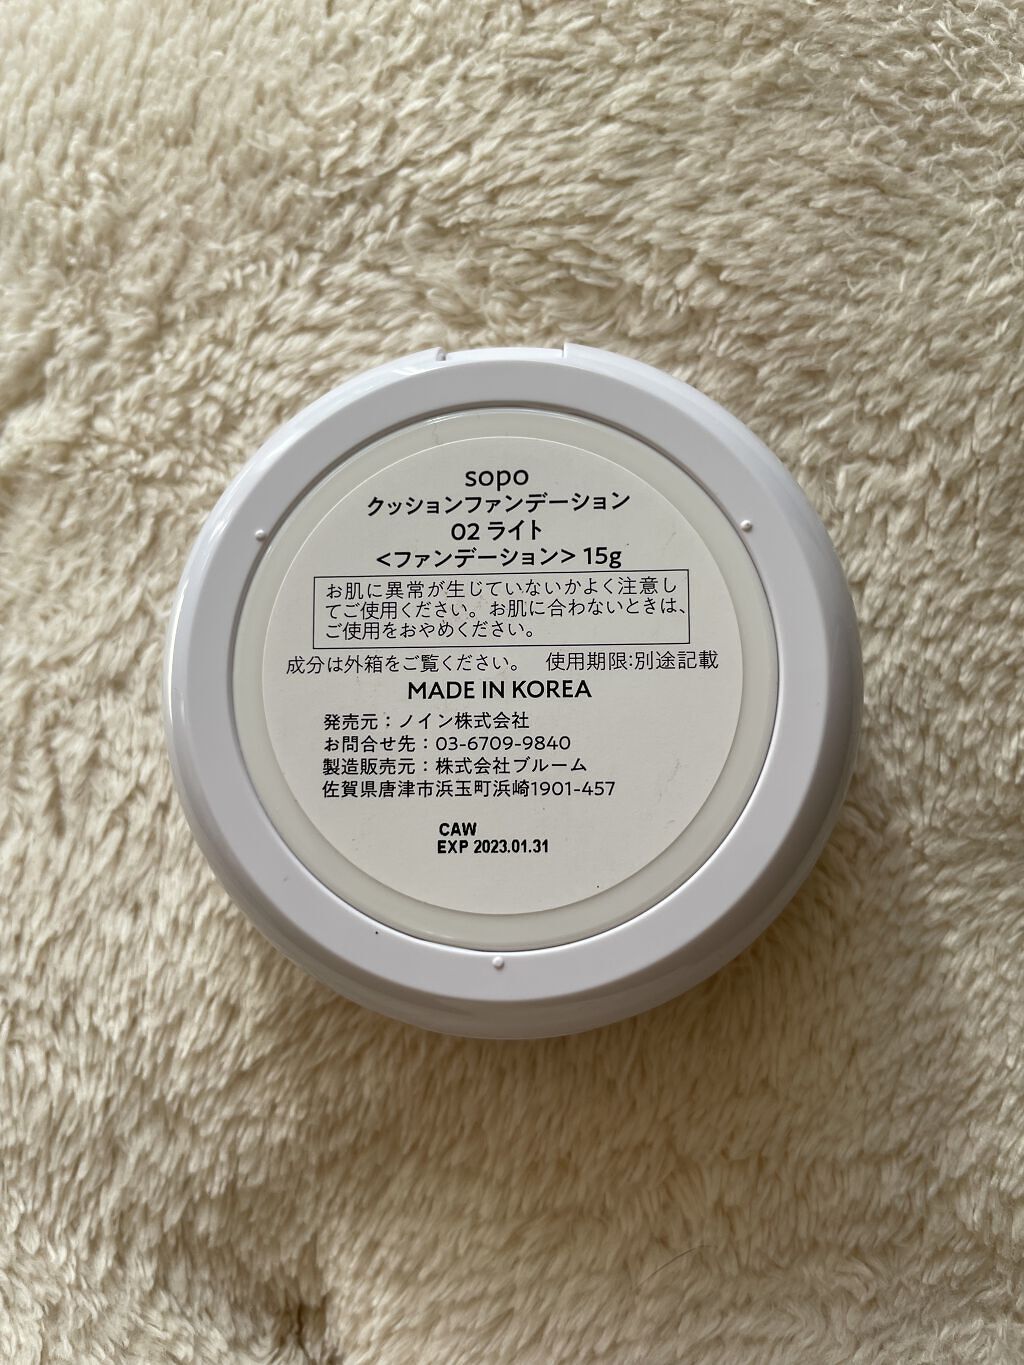 sopo
クッションファンデーション
02 ライト
<ファンデーション> 15g
お肌に異常が生じていないかよく注意し
てご使用ください。お肌に合わないときは、
ご使用をおやめください。
成分は外箱をご覧ください。 使用期限:別途記載
MADE IN KOREA
発売元：ノイン株式会社
お問合せ先：03-6709-9840
製造販売元：株式会社ブルーム
佐賀県唐津市浜玉町浜崎1901-457
CAW
EXP 2023.01.31